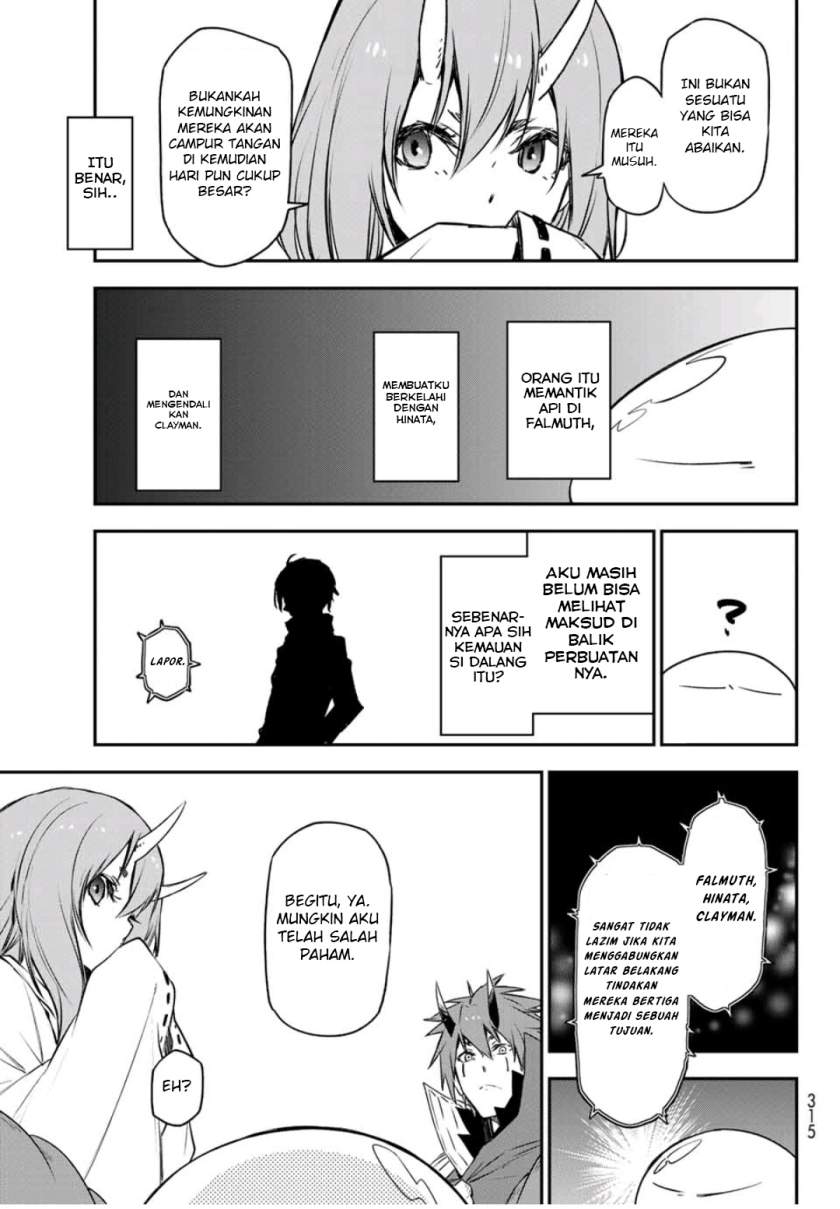 INI BUKAN
SESUATU
YANG BISA
KITA
ABAIKAN.
MEREKA
ITU
MUSUH.
BUKANKAH
KEMUNGKINAN
MEREKA AKAN
CAMPUR TANGAN
DI KEMUDIAN
HARI PUN CUKUP
BESAR?
ITU
BENAR,
SIH..
ORANG ITU
MEMANTIK
API DI
FALMUTH,
MEMBUATKU
BERKELAHI
DENGAN
HINATA,
DAN
MENGENDALI
KAN
CLAYMAN.
?
AKU MASIH
BELUM BISA
MELIHAT
MAKSUD DI
BALIK
PERBUATAN
NYA.
SEBENAR-
NYA APA SIH
KEMAUAN
SI DALANG
ITU?
LAPOR.
FALMUTH,
HINATA,
CLAYMAN.
SANGAT TIDAK
LAZIM JIKA KITA
MENGGABUNGKAN
LATAR BELAKANG
TINDAKAN
MEREKA BERTIGA
MENJADI SEBUAH
TUJUAN.
BEGITU, YA.
MUNGKIN AKU
TELAH SALAH
PAHAM.
EH?
315